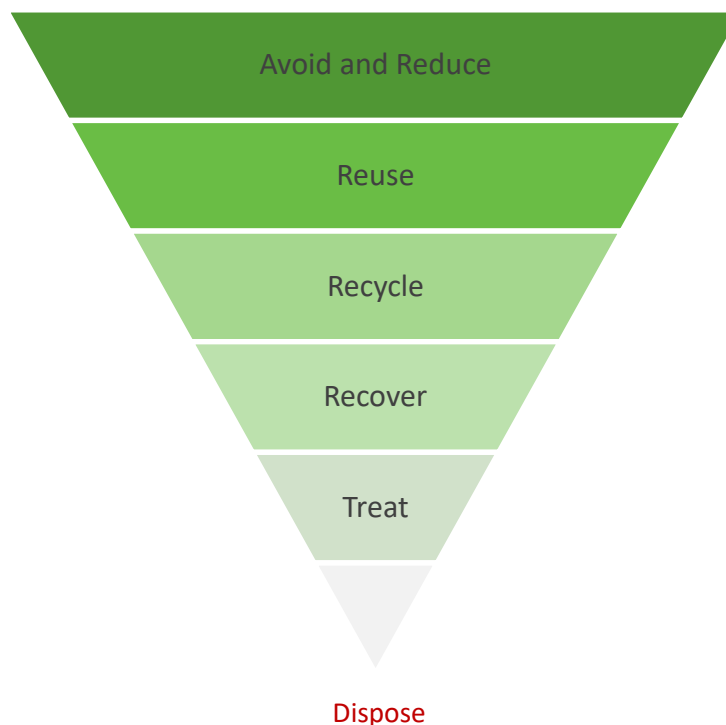 Avoid and Reduce
Reuse
Recycle
Recover
Treat
Dispose